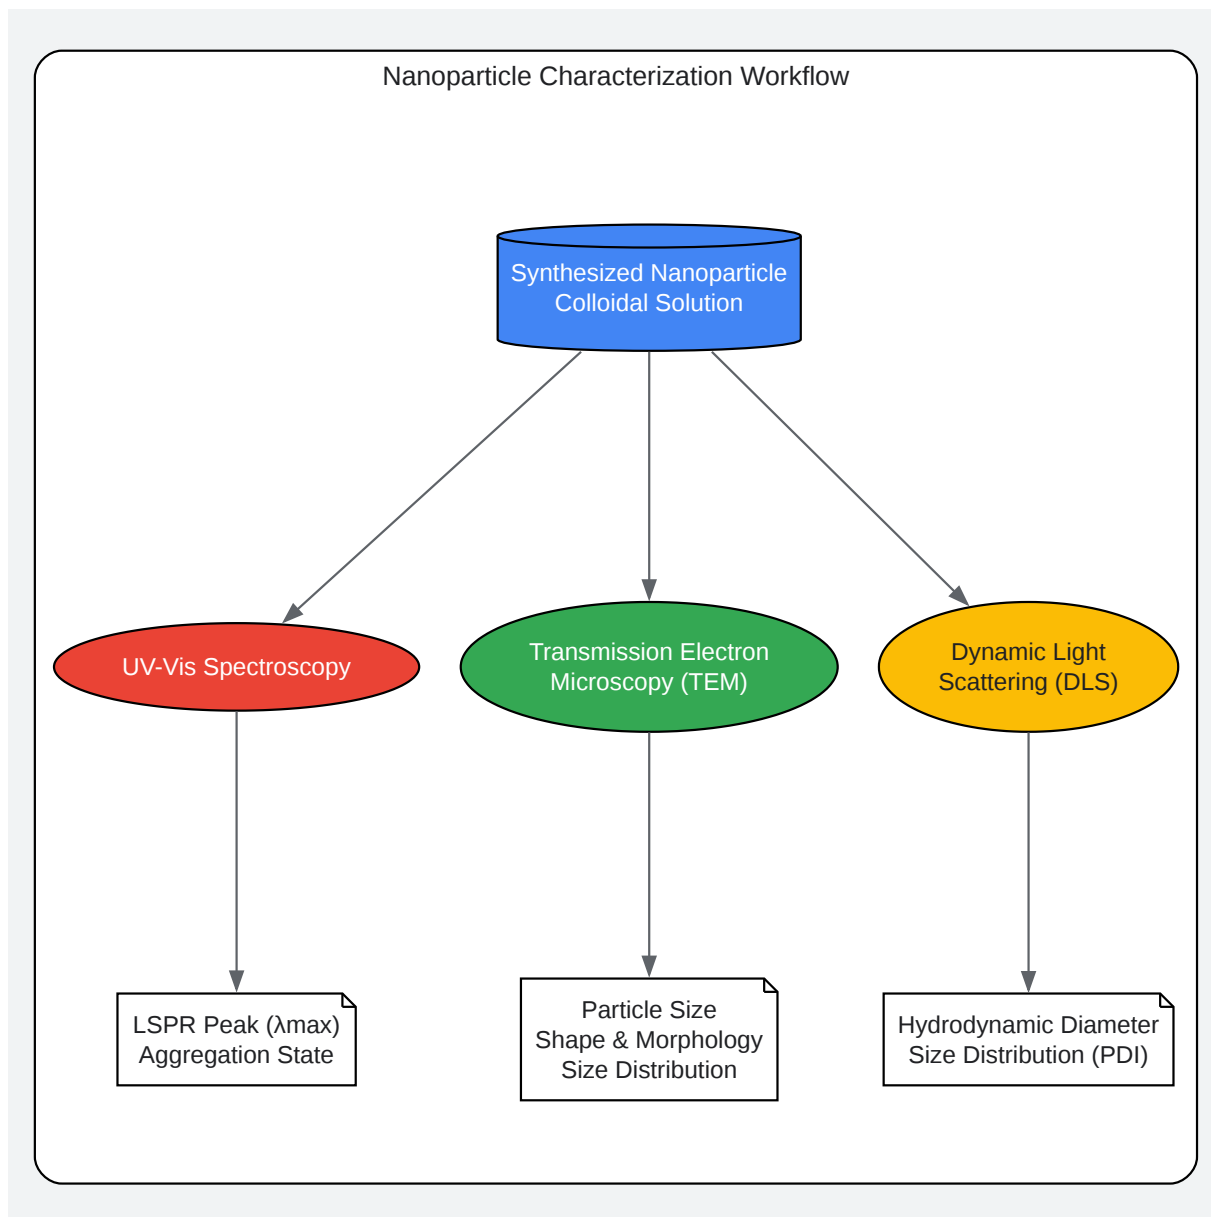 Nanoparticle Characterization Workflow
Synthesized Nanoparticle
Colloidal Solution
UV-Vis Spectroscopy
Transmission Electron
Microscopy (TEM)
Dynamic Light
Scattering (DLS)
LSPR Peak (λmax)
Aggregation State
Particle Size
Shape & Morphology
Size Distribution
Hydrodynamic Diameter
Size Distribution (PDI)